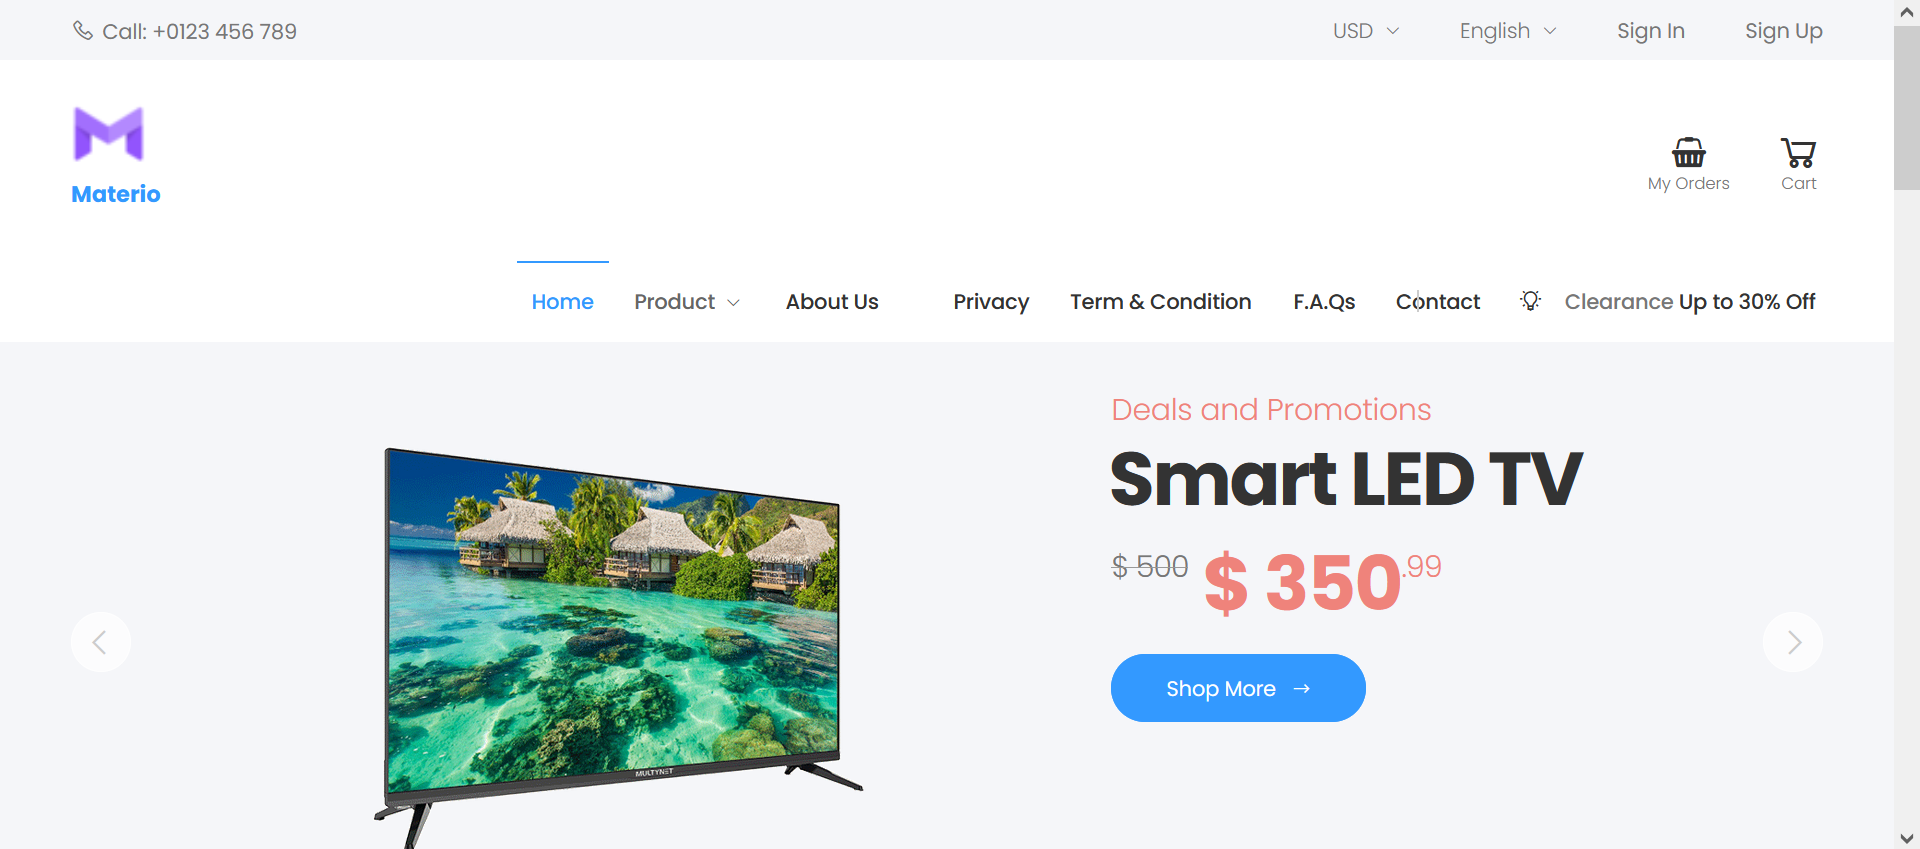 Call: +0123 456 789
USD
English
Sign In
Sign Up
Materio
My Orders
Cart
Home
Product
About Us
Privacy
Term & Condition
F.A.Qs
Contact
Clearance Up to 30% Off
Deals and Promotions
Smart LED TV
$ 500 $ 350.99
Shop More →
MULTYNET